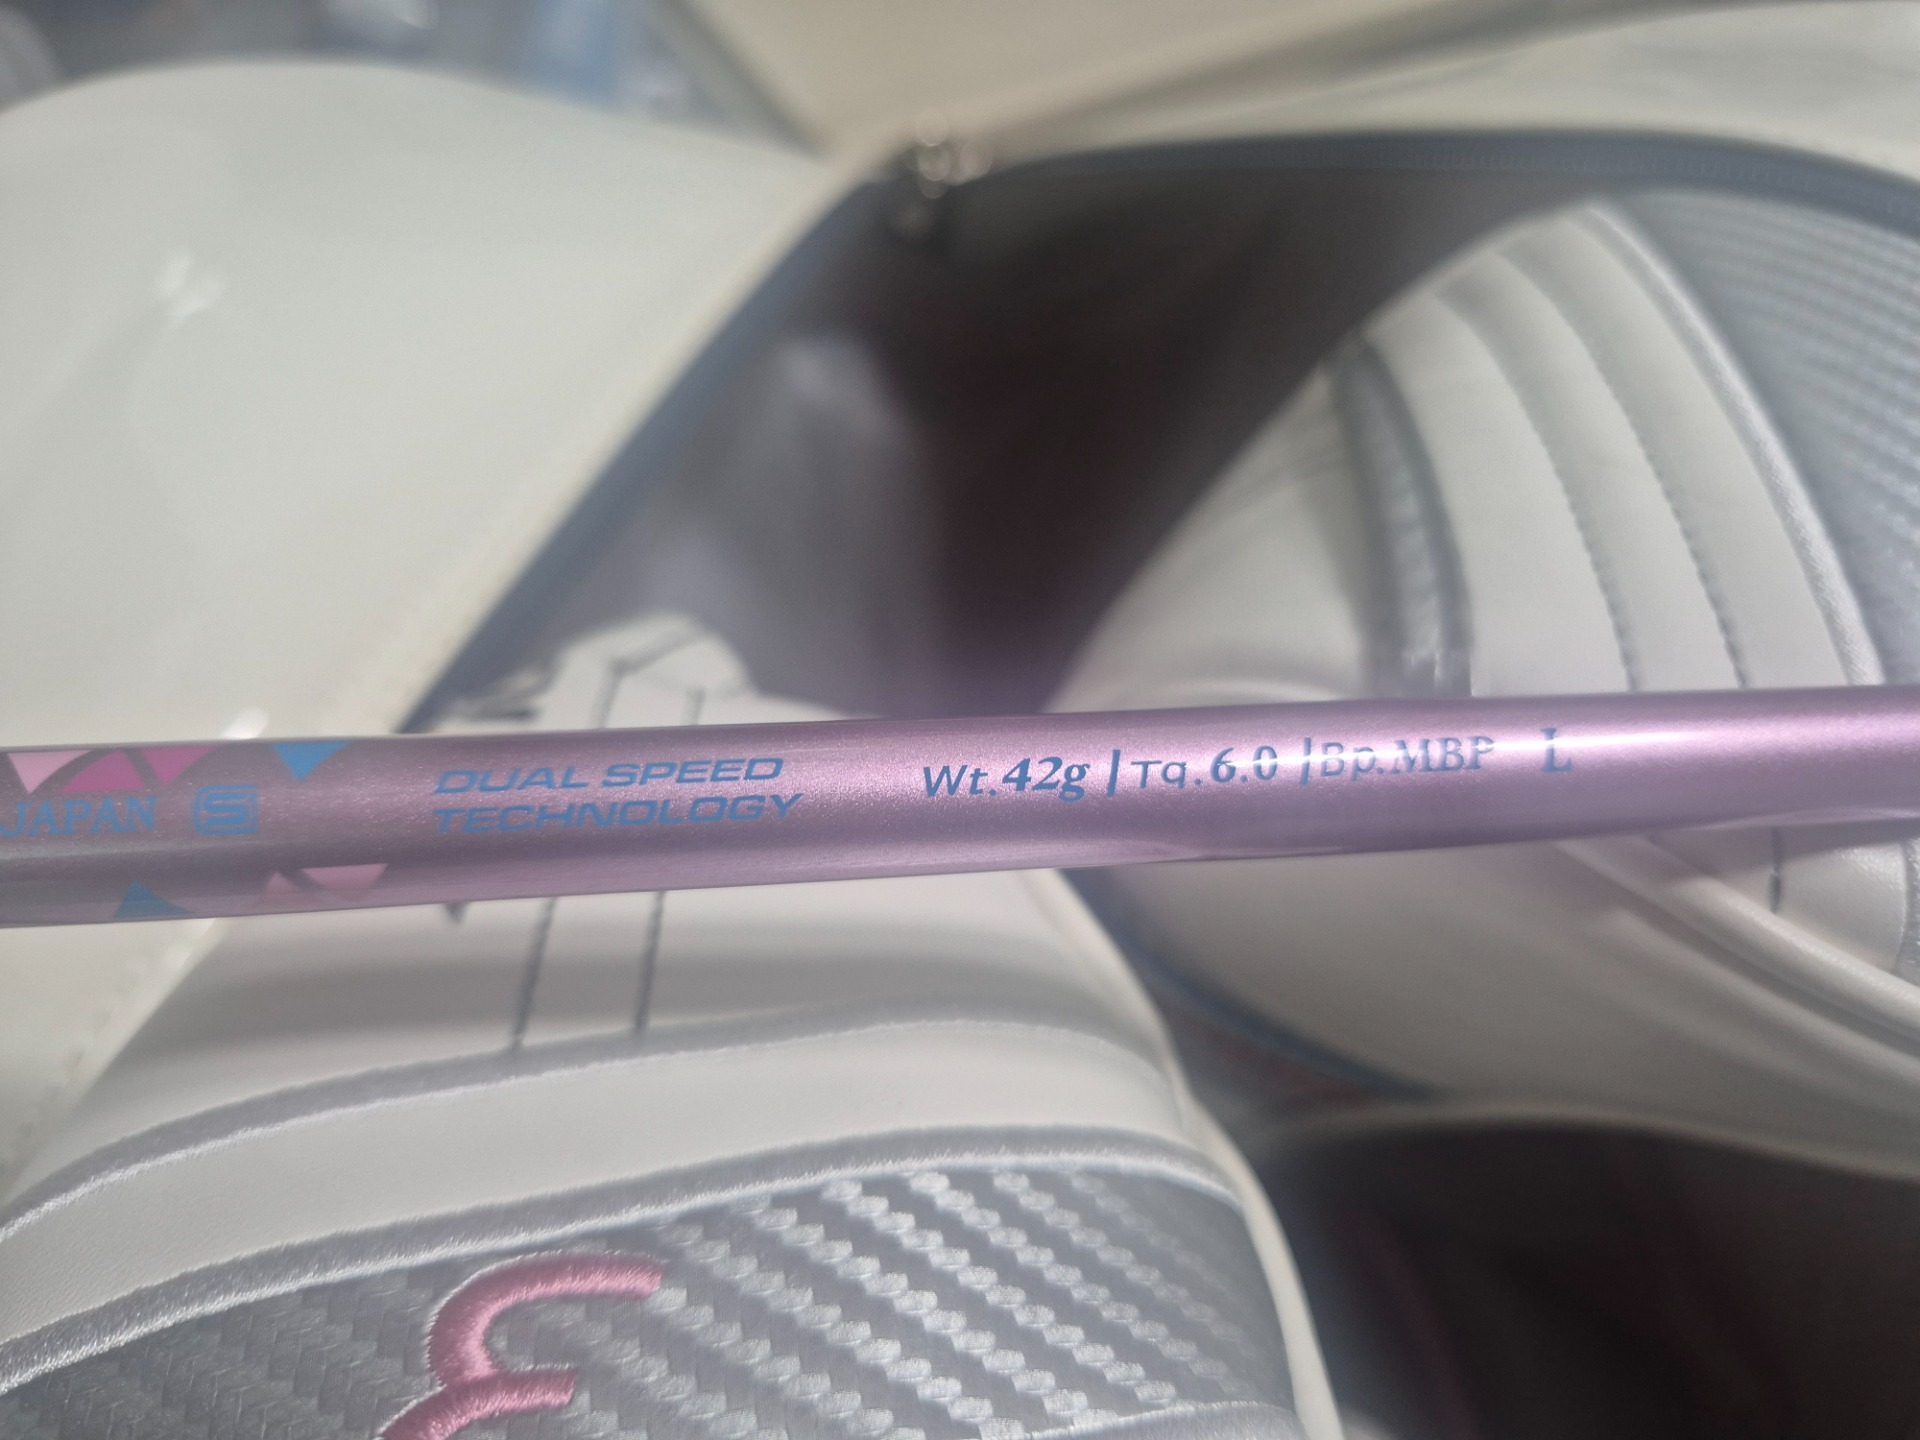 JAPAN S
DUAL SPEED
TECHNOLOGY
Wt.42g |Tq.6.0 |Bp.MBP L